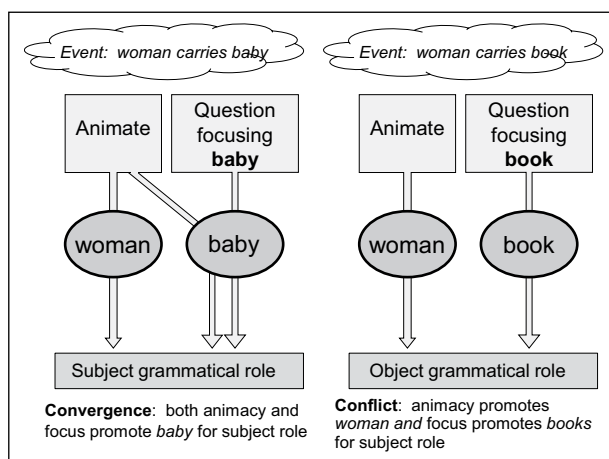 Event: woman carries baby
Animate
Question
focusing
baby
woman
baby
Subject grammatical role
Convergence: both animacy and
focus promote baby for subject role
Event: woman carries book
Animate
Question
focusing
book
woman
book
Object grammatical role
Conflict: animacy promotes
woman and focus promotes books
for subject role